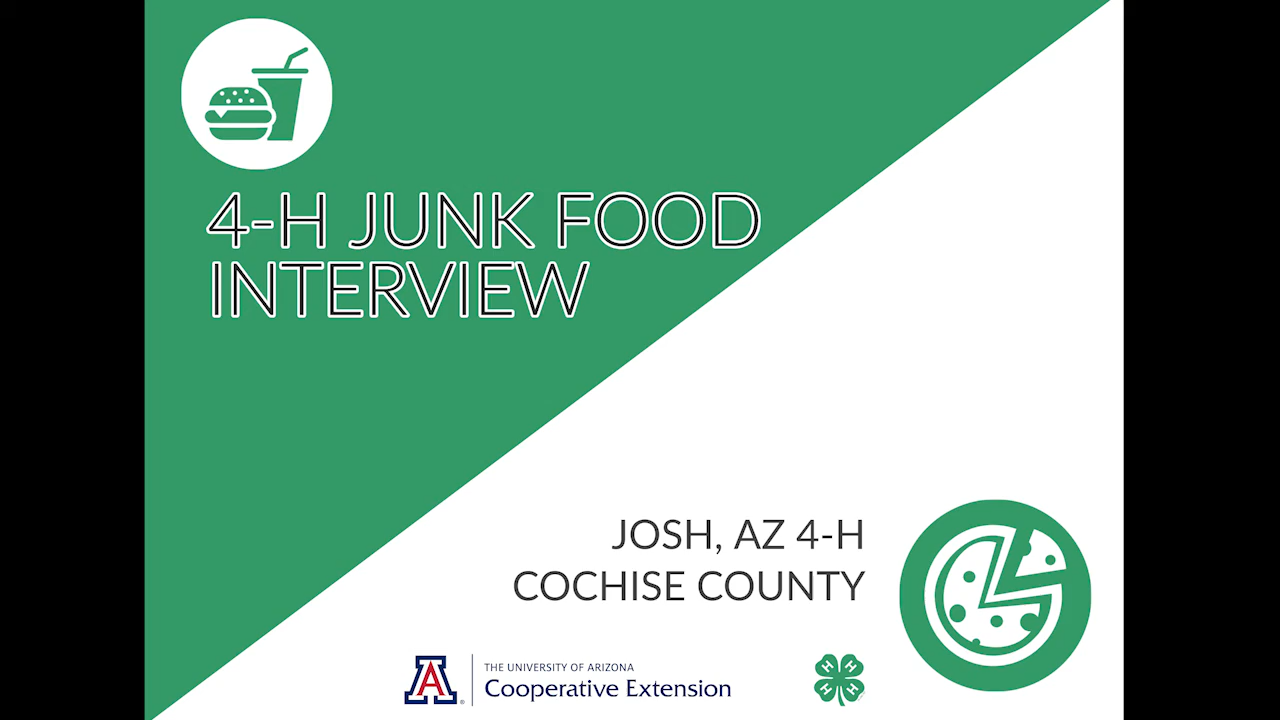 4-H JUNK FOOD
INTERVIEW
JOSH, AZ 4-H
COCHISE COUNTY
A
THE UNIVERSITY OF ARIZONA
Cooperative Extension
H H
H H